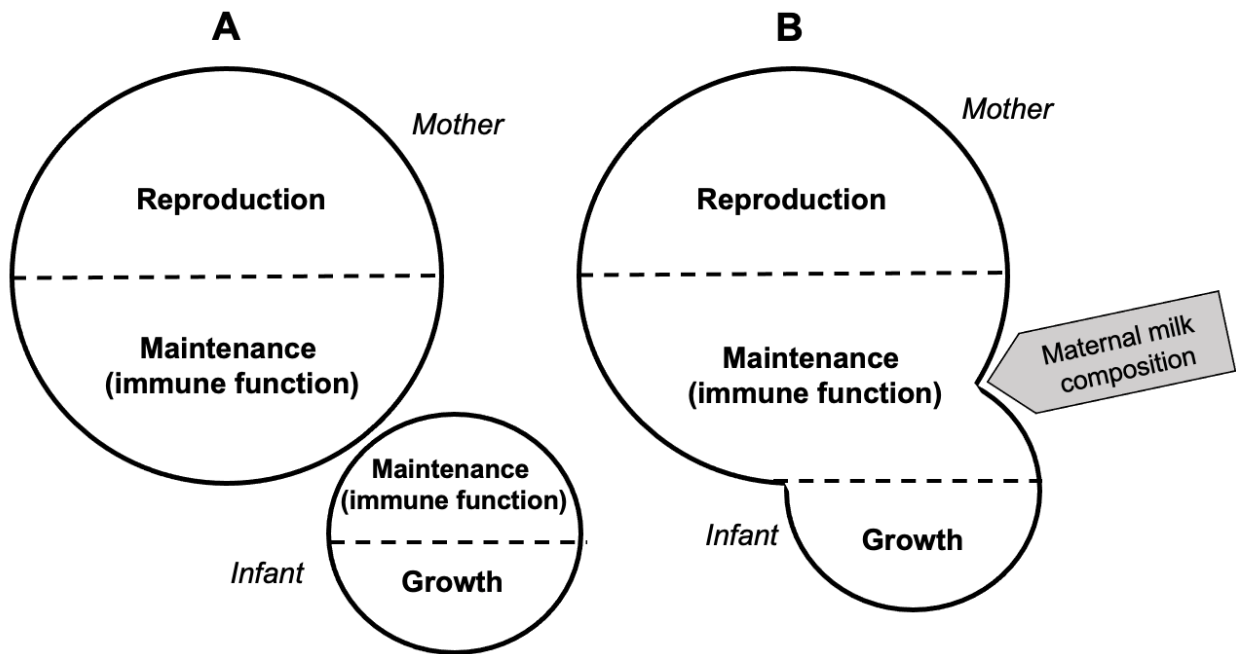 A
Mother
Reproduction
Maintenance
(immune function)
Maintenance
(immune function)
Infant
Growth
B
Mother
Reproduction
Maintenance
(immune function)
Maternal milk
composition
Infant
Growth